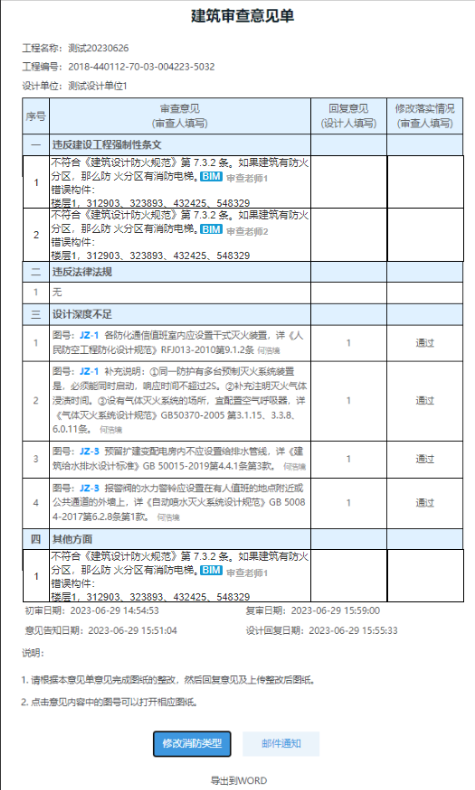 建筑审查意见单
工程名称：测试20230626
工程编号：2018-440112-70-03-004223-5032
设计单位：测试设计单位1
序号 审查意见 (审查人填写) 回复意见 (设计人填写) 修改落实情况 (审查人填写)
一 违反建设工程强制性条文
不符合《建筑设计防火规范》第 7.3.2 条。如果建筑有防火
1 分区，那么防 火分区有消防电梯。BIM 审查老师1
错误构件：
楼层1，312903、323893、432425、548329
不符合《建筑设计防火规范》第 7.3.2 条。如果建筑有防火
2 分区，那么防 火分区有消防电梯。BIM 审查老师2
错误构件：
楼层1，312903、323893、432425、548329
二 违反法律法规
1 无
三 设计深度不足
1 图号：JZ-1 各防化通信值班室内应设置干式灭火装置，详《人 1 通过
民防空工程防化设计规范》RFJ013-2010第9.1.2条
图号：JZ-1 补充说明：①同一防护有多台预制灭火系统装置
是，必须能同时启动，响应时间不超过2S。②补充注明灭火气体
2 浸渍时间。③设有气体灭火系统的场所，宜配置空气呼吸器，详 1 通过
《气体灭火系统设计规范》GB50370-2005 第3.1.15、3.3.8、
6.0.11条。
3 图号：JZ-3 预留扩建变配电房内不应设置给排水管线，详《建 1 通过
筑给水排水设计标准》GB 50015-2019第4.4.1条第3款。
图号：JZ-3 报警阀的水力警铃应设置在有人值班的地点附近或
4 公共通道的外墙上，详《自动喷水灭火系统设计规范》GB 5008 1 通过
4-2017第6.2.8条第1款。
四 其他方面
不符合《建筑设计防火规范》第 7.3.2 条。如果建筑有防火
1 分区，那么防 火分区有消防电梯。BIM 审查老师1
错误构件：
楼层1，312903、323893、432425、548329
初审日期：2023-06-29 14:54:53 复审日期：2023-06-29 15:59:00
意见告知日期：2023-06-29 15:51:04 设计回复日期：2023-06-29 15:55:33
说明：
1. 请根据本意见单意见完成图纸的整改，然后回复意见及上传整改后图纸。
2. 点击意见内容中的图号可以打开相应图纸。
修改消防类型 邮件通知
导出到WORD